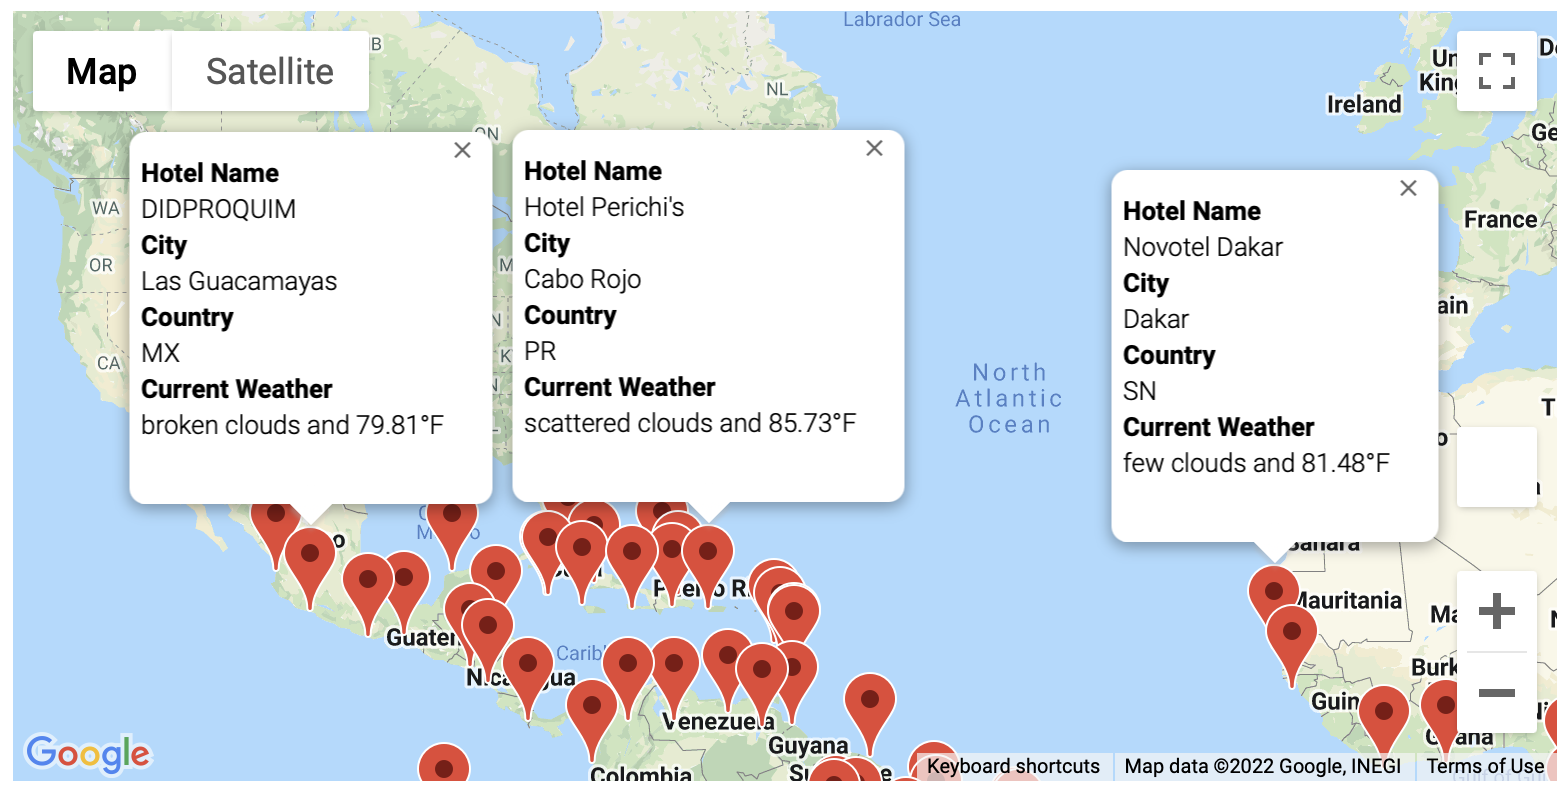 Labrador Sea
Map
Satellite
NL
ON
Ireland
France
WA
OR
CA
Hotel Name
DIDPROQUIM
City
Las Guacamayas
Country
MX
Current Weather
broken clouds and 79.81°F
Hotel Name
Hotel Perichi's
City
Cabo Rojo
Country
PR
Current Weather
scattered clouds and 85.73°F
North
Atlantic
Ocean
Hotel Name
Novotel Dakar
City
Dakar
Country
SN
Current Weather
few clouds and 81.48°F
Mauritania
Venezuela
Guyana
Colombia
Google
Keyboard shortcuts
Map data ©2022 Google, INEGI
Terms of Use